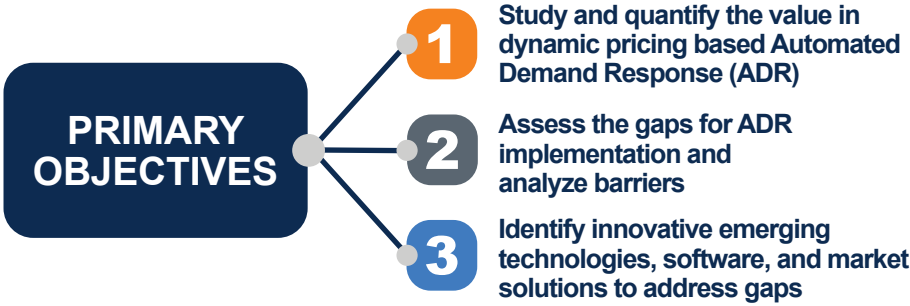 PRIMARY
OBJECTIVES
1
Study and quantify the value in
dynamic pricing based Automated
Demand Response (ADR)
2
Assess the gaps for ADR
implementation and
analyze barriers
3
Identify innovative emerging
technologies, software, and market
solutions to address gaps